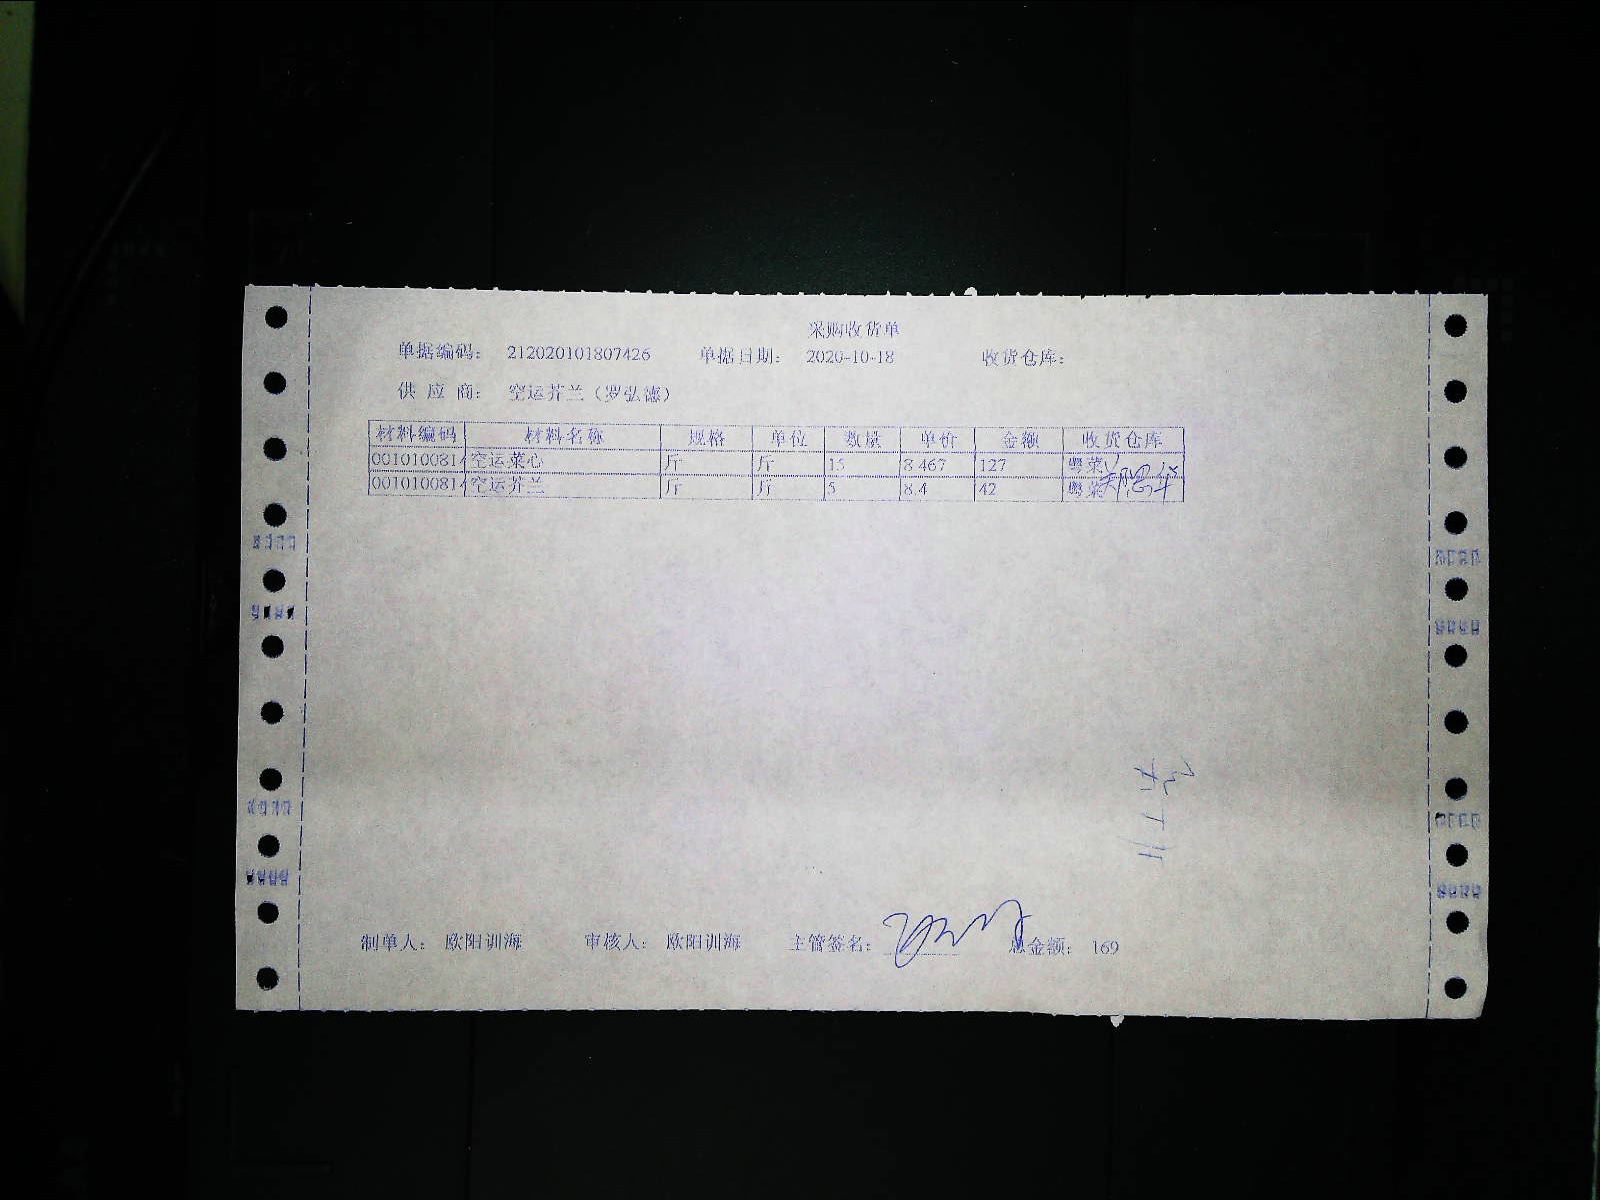 采购收货单
单据编码： 212020101807426 单据日期： 2020-10-18 收货仓库：
供 应 商： 空运芥兰（罗弘德）
材料编码 材料名称 规格 单位 数量 单价 金额 收货仓库
0010100814 空运菜心 斤 斤 15 8.467 127 粤菜
0010100814 空运芥兰 斤 斤 5 8.4 42 粤菜
制单人： 欧阳训海 审核人： 欧阳训海 主管签名： 总金额： 169